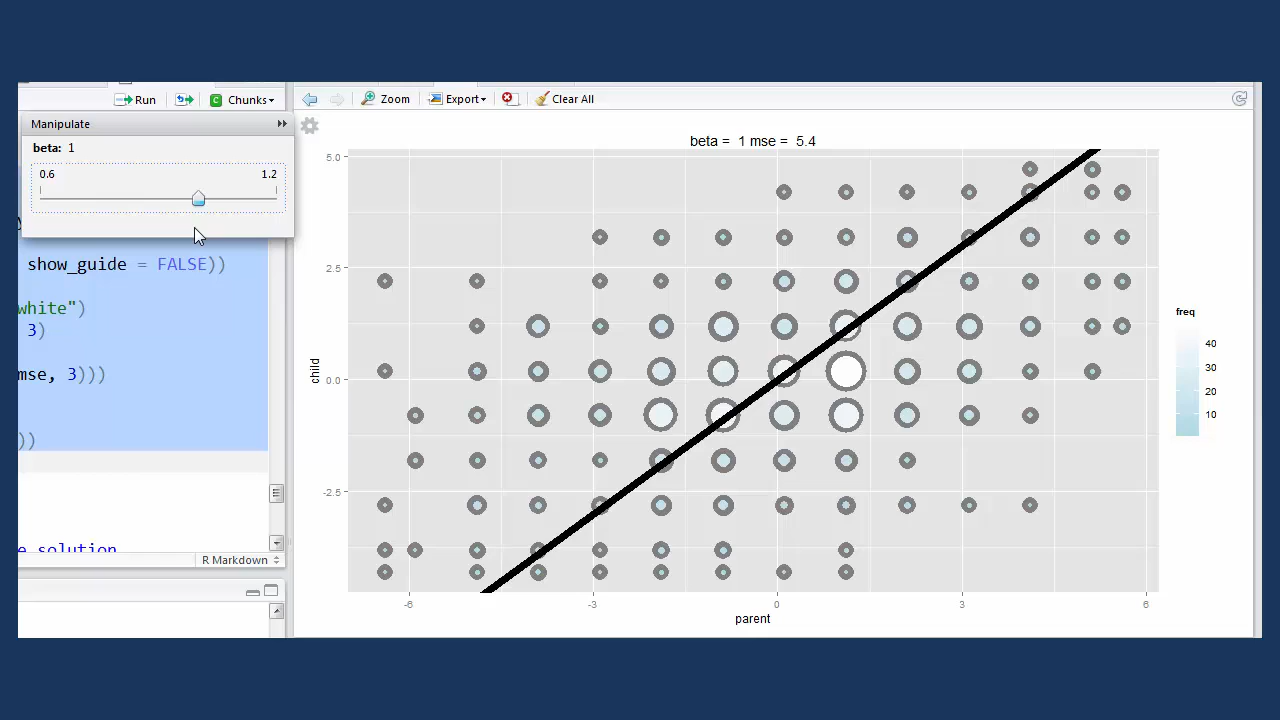 Run
Chunks
Zoom
Export
Clear All
Manipulate
beta: 1
0.6
1.2
show_guide = FALSE))
white")
3)
mse, 3)))
))
e solution
R Markdown
beta = 1 mse = 5.4
5.0
2.5
0.0
-2.5
child
-6
-3
0
3
6
parent
freq
40
30
20
10